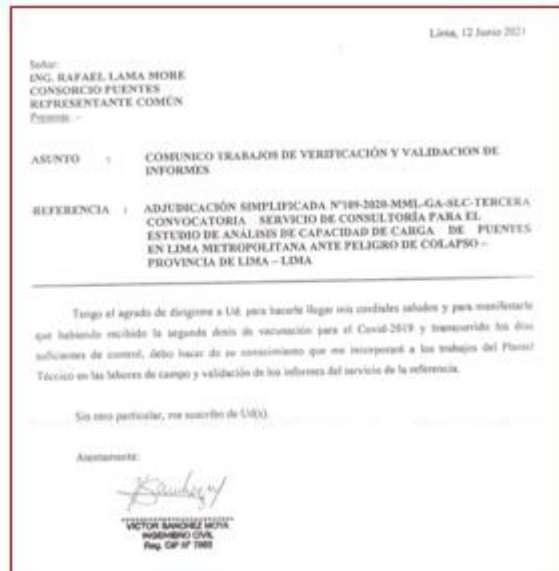 Lima, 12 Junio 2021
Señor:
ING. RAFAEL LAMA MORE
CONSORCIO PUENTES
REPRESENTANTE COMÚN
Presente. -
ASUNTO : COMUNICO TRABAJOS DE VERIFICACIÓN Y VALIDACIÓN DE
INFORMES
REFERENCIA : ADJUDICACIÓN SIMPLIFICADA N°109-2020-MML-GA-SLC-TERCERA
CONVOCATORIA SERVICIO DE CONSULTORÍA PARA EL
ESTUDIO DE ANÁLISIS DE CAPACIDAD DE CARGA DE PUENTES
EN LIMA METROPOLITANA ANTE PELIGRO DE COLAPSO –
PROVINCIA DE LIMA – LIMA
Tengo el agrado de dirigirme a Ud. para hacerle llegar mis cordiales saludos y para manifestarle
que habiendo recibido la segunda dosis de vacunación para el Covid-2019 y transcurrido los días
suficientes de control, debo hacer de su conocimiento que me incorporaré a los trabajos del Plantel
Técnico en las labores de campo y validación de los informes del servicio de la referencia.
Sin otro particular, me suscribo de Ud(s).
Atentamente:
VICTOR SANCHEZ MOYA
INGENIERO CIVIL
Reg. CIP N°